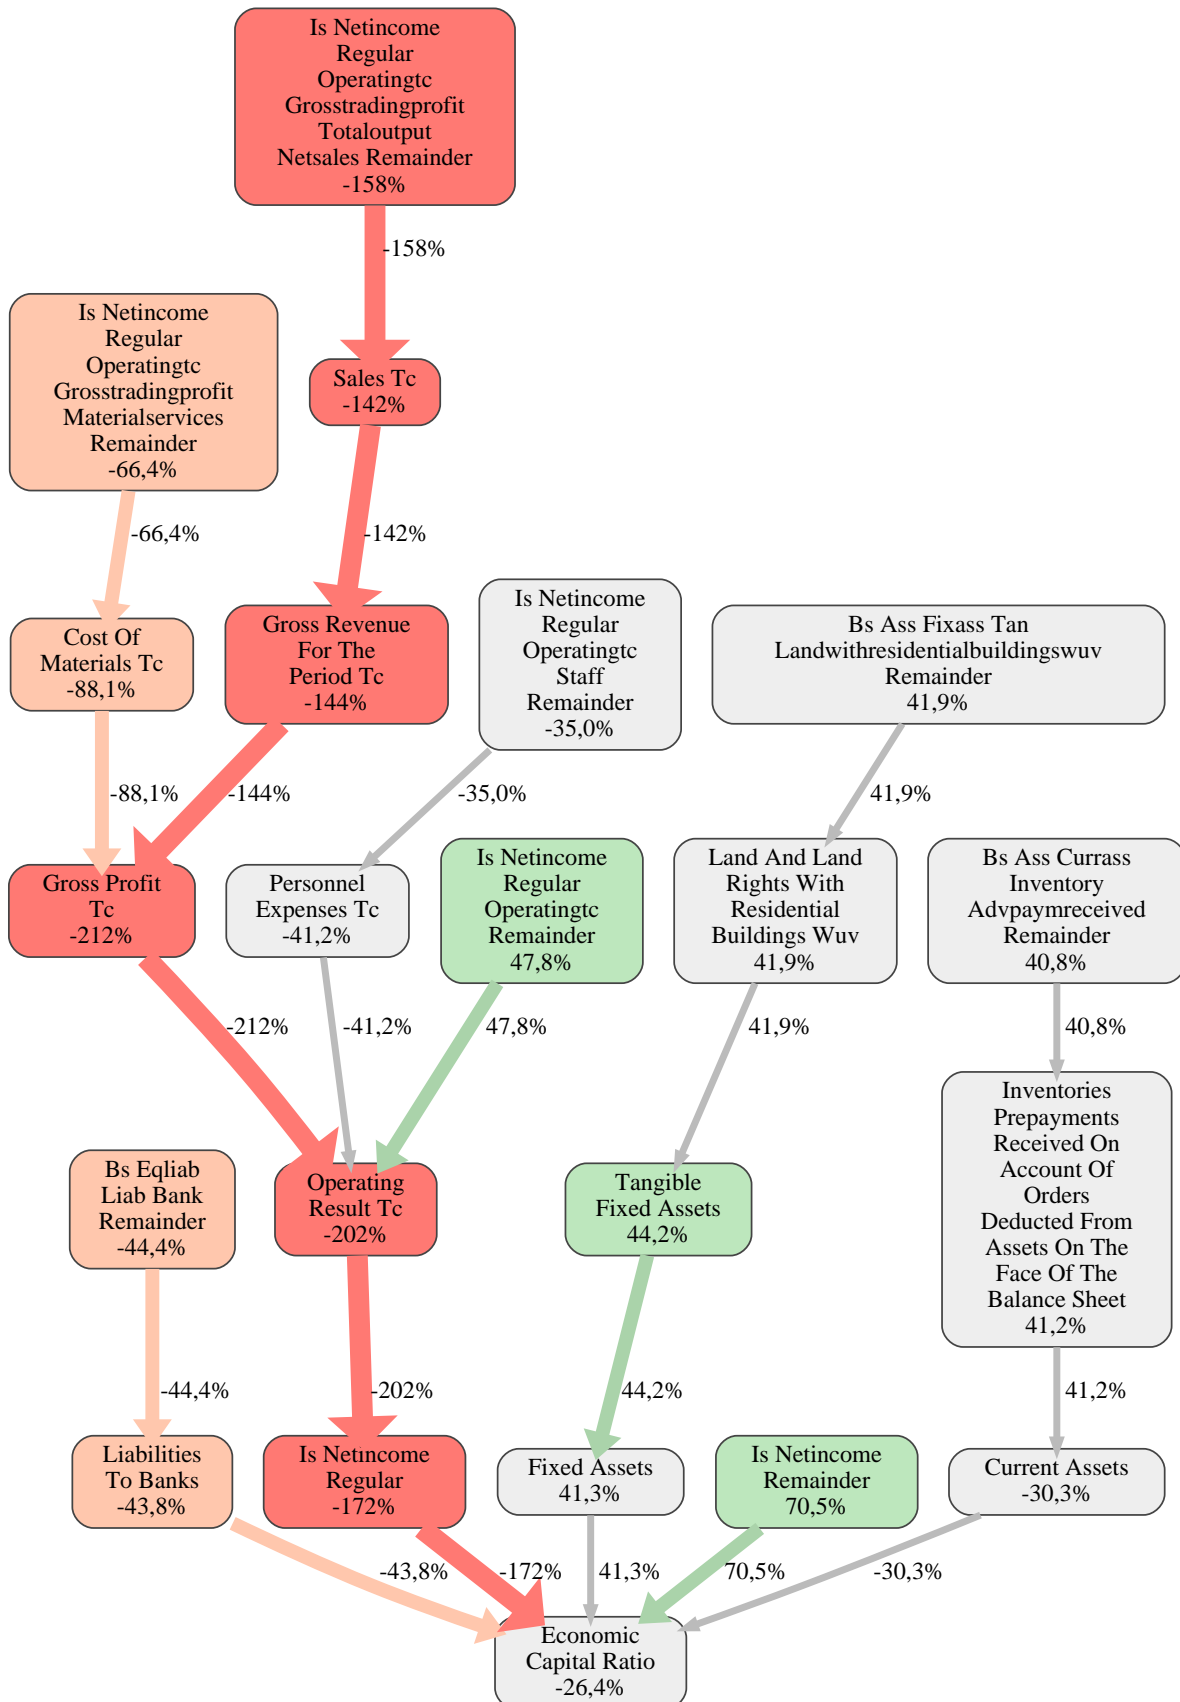 Is Netincome
Regular
Operatingtc
Grosstradingprofit
Totaloutput
Netsales Remainder
-158%
-158%
Is Netincome
Regular
Operatingtc
Grosstradingprofit
Materialservices
Remainder
-66,4%
Sales Tc
-142%
-66,4%
-142%
Cost Of
Materials Tc
-88,1%
Gross Revenue
For The
Period Tc
-144%
Is Netincome
Regular
Operatingtc
Staff
Remainder
-35,0%
Bs Ass Fixass Tan
Landwithresidentialbuildingswuv
Remainder
41,9%
-88,1%
-144%
-35,0%
41,9%
Gross Profit
Tc
-212%
Personnel
Expenses Tc
-41,2%
Is Netincome
Regular
Operatingtc
Remainder
47,8%
Land And Land
Rights With
Residential
Buildings Wuv
41,9%
Bs Ass Currass
Inventory
Advpaymreceived
Remainder
40,8%
-212%
-41,2%
47,8%
41,9%
40,8%
Bs Eqliab
Liab Bank
Remainder
-44,4%
Operating
Result Tc
-202%
Tangible
Fixed Assets
44,2%
Inventories
Prepayments
Received On
Account Of
Orders
Deducted From
Assets On The
Face Of The
Balance Sheet
41,2%
-44,4%
-202%
44,2%
41,2%
Liabilities
To Banks
-43,8%
Is Netincome
Regular
-172%
Fixed Assets
41,3%
Is Netincome
Remainder
70,5%
Current Assets
-30,3%
-43,8%
-172%
41,3%
70,5%
-30,3%
Economic
Capital Ratio
-26,4%